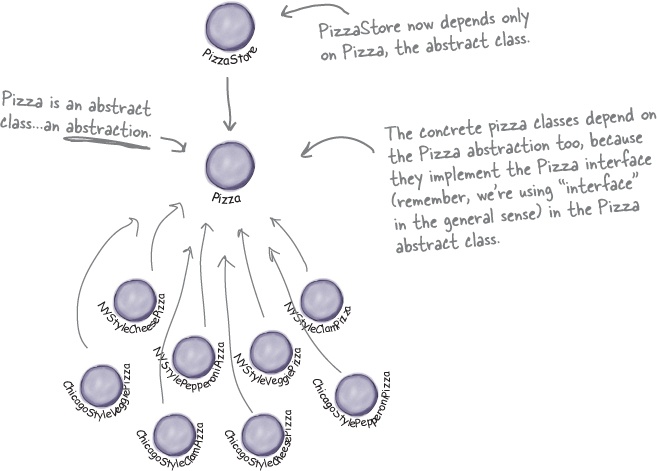 PizzaStore now depends only
on Pizza, the abstract class.
PizzaStore
Pizza is an abstract
class...an abstraction.
The concrete pizza classes depend on
the Pizza abstraction too, because
they implement the Pizza interface
(remember, we're using "interface"
in the general sense) in the Pizza
abstract class.
Pizza
NYStyleCheesePizza
NYStyleClamPizza
NYStylePepperoniPizza
NYStyleVeggiePizza
ChicagoStyleVeggiePizza
ChicagoStylePepperoniPizza
ChicagoStyleClamPizza
ChicagoStyleCheesePizza